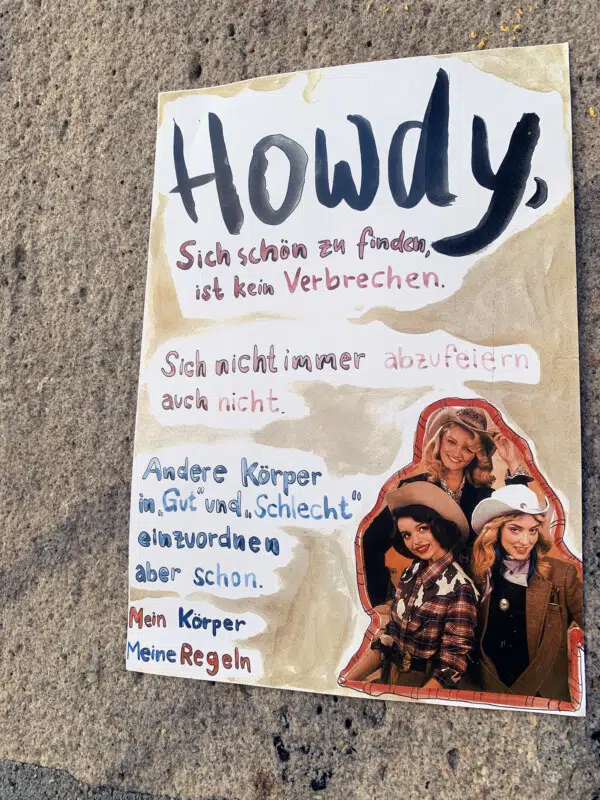 Howdy,
Sich schön zu finden,
ist kein Verbrechen.
Sich nicht immer abzufeiern
auch nicht.
Andere Körper
in „Gut" und „Schlecht"
einzuordnen
aber schon.
Mein Körper
Meine Regeln